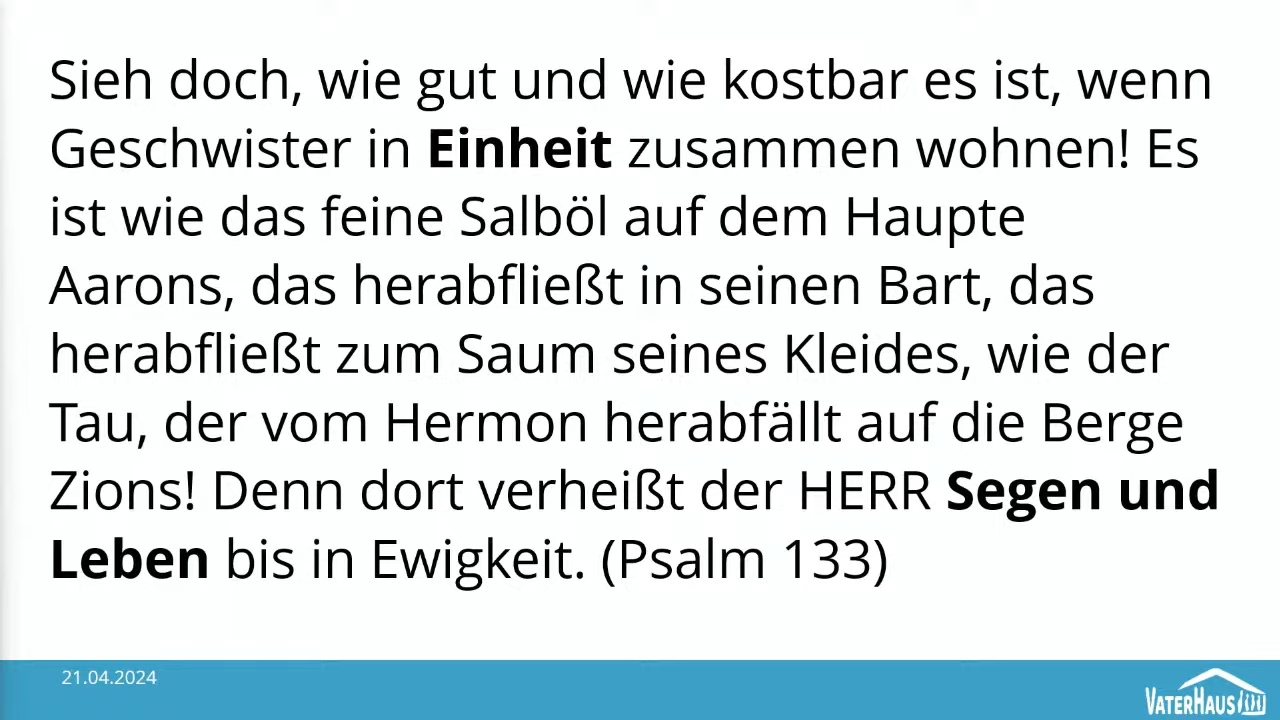 Sieh doch, wie gut und wie kostbar es ist, wenn
Geschwister in Einheit zusammen wohnen! Es
ist wie das feine Salböl auf dem Haupte
Aarons, das herabfließt in seinen Bart, das
herabfließt zum Saum seines Kleides, wie der
Tau, der vom Hermon herabfällt auf die Berge
Zions! Denn dort verheißt der HERR Segen und
Leben bis in Ewigkeit. (Psalm 133)
21.04.2024
VATERHAUS